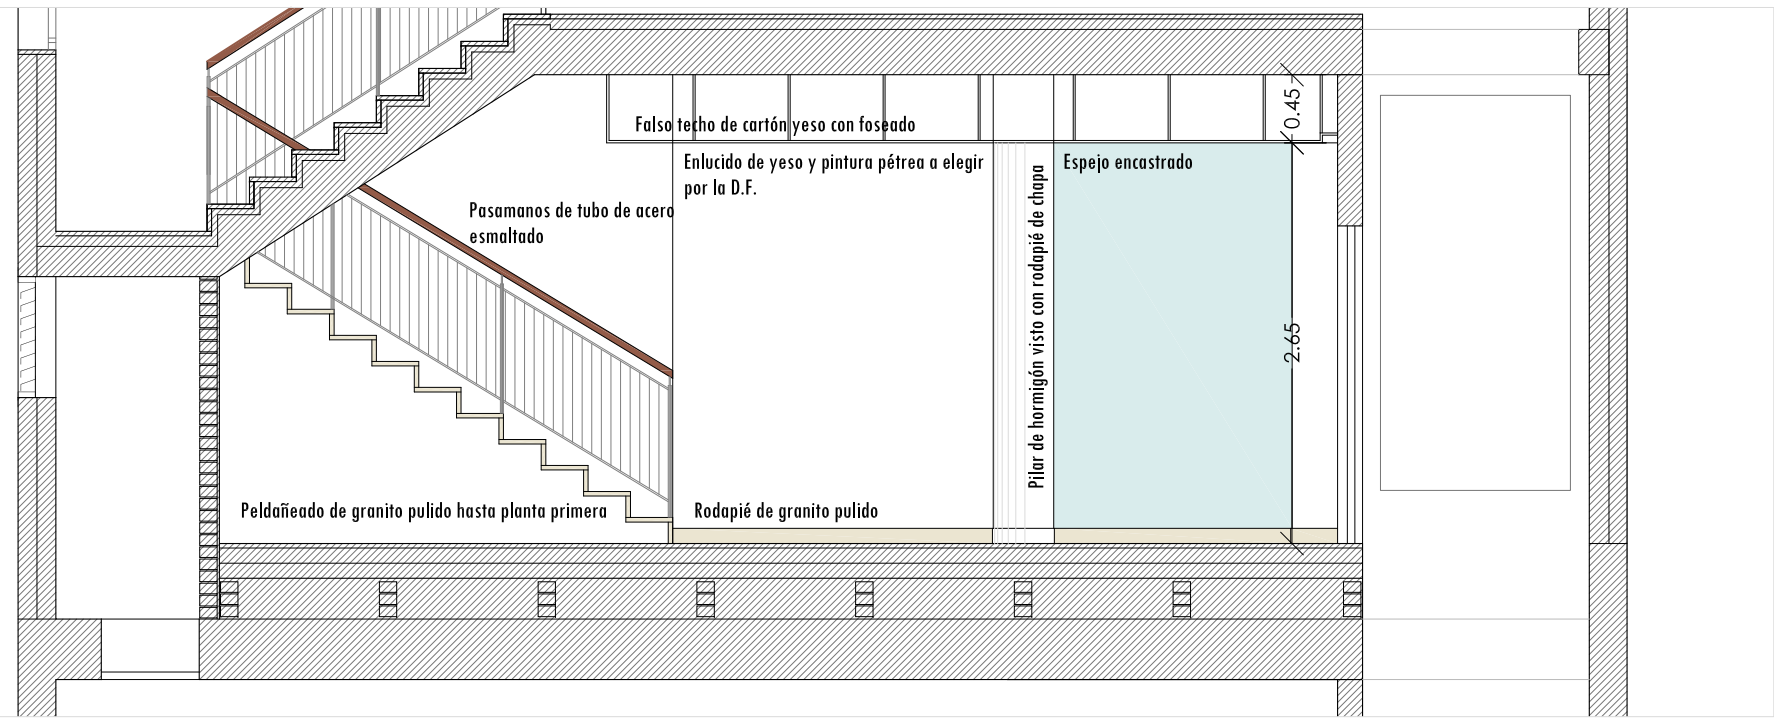 0.45
Falso techo de cartón yeso con foseado
Enlucido de yeso y pintura pétrea a elegir
por la D.F.
Espejo encastrado
Pasamanos de tubo de acero
esmaltado
Pilar de hormigón visto con rodapié de chapa
2.65
Peldañeado de granito pulido hasta planta primera
Rodapié de granito pulido